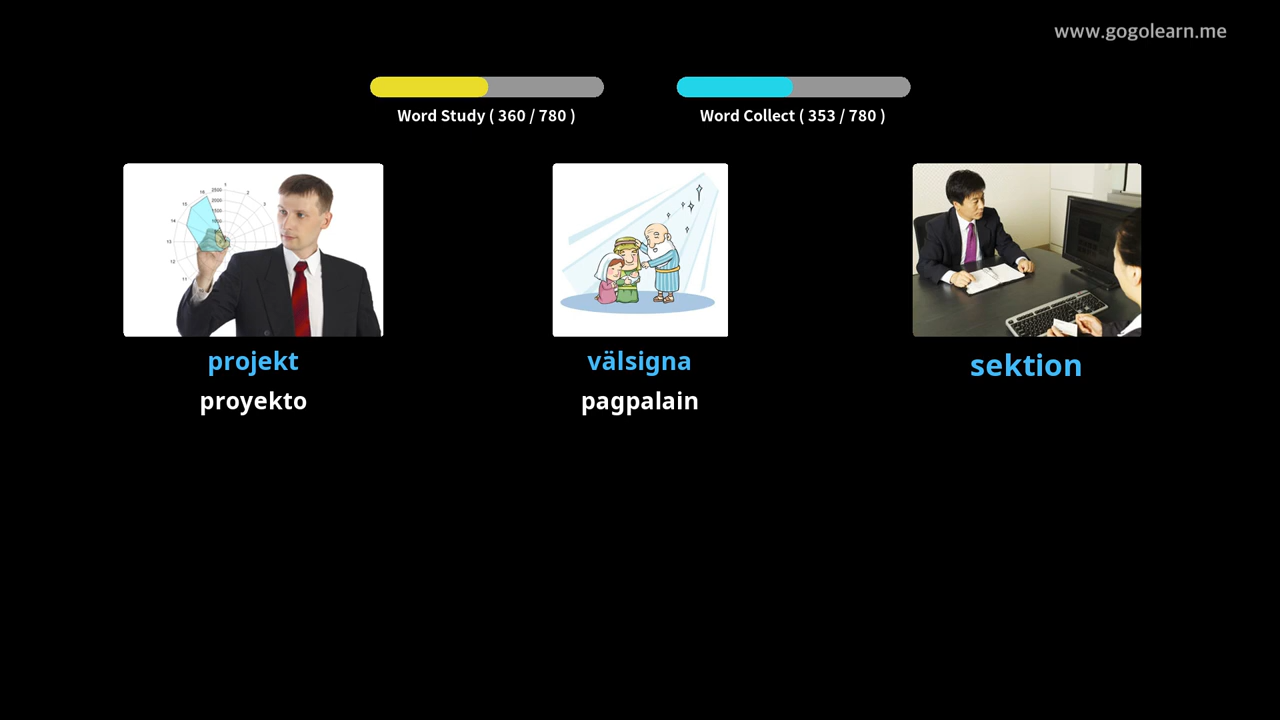 www.gogolearn.me
Word Study ( 360 / 780 )
Word Collect ( 353 / 780 )
projekt
proyekto
välsigna
pagpalain
sektion